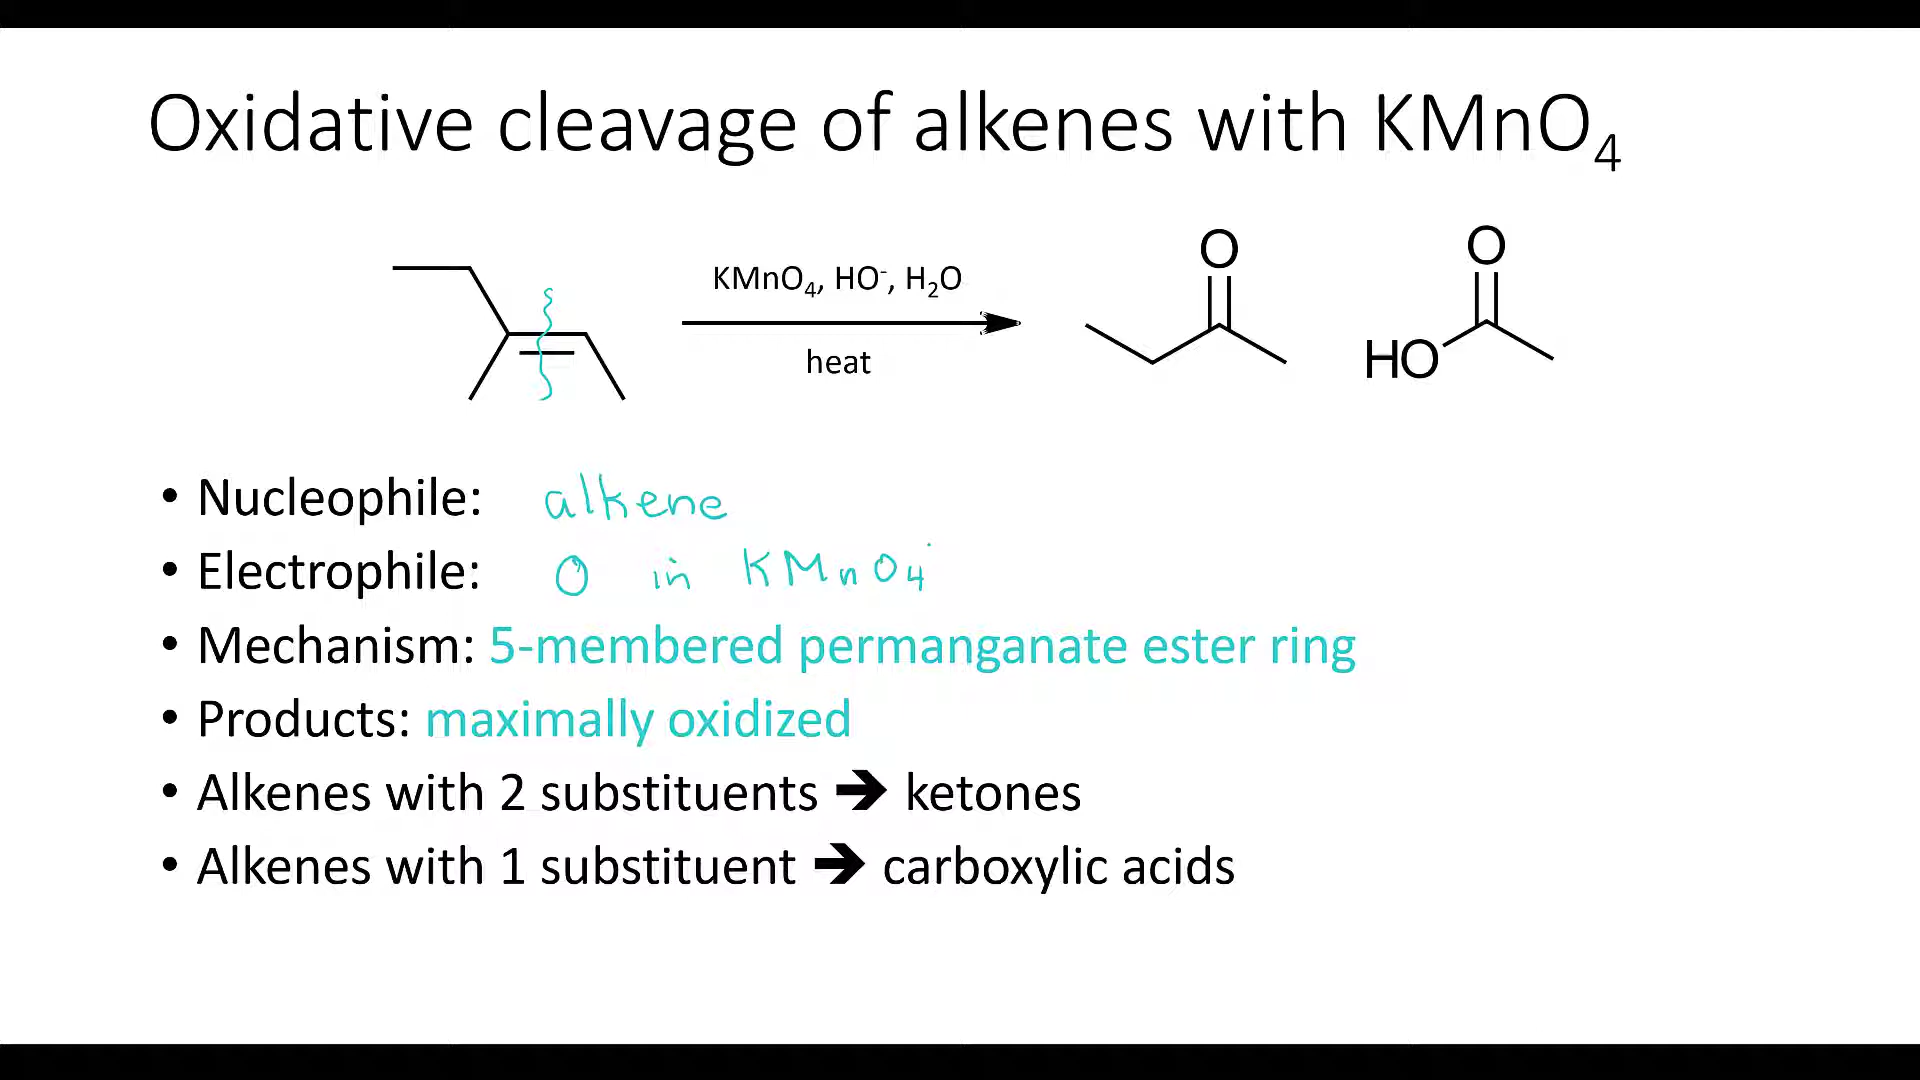 Oxidative cleavage of alkenes with KMnO₄
KMnO₄, HO⁻, H₂O
heat
O
O
HO
• Nucleophile: alkene
• Electrophile: O in KMnO₄
• Mechanism: 5-membered permanganate ester ring
• Products: maximally oxidized
• Alkenes with 2 substituents ➔ ketones
• Alkenes with 1 substituent ➔ carboxylic acids